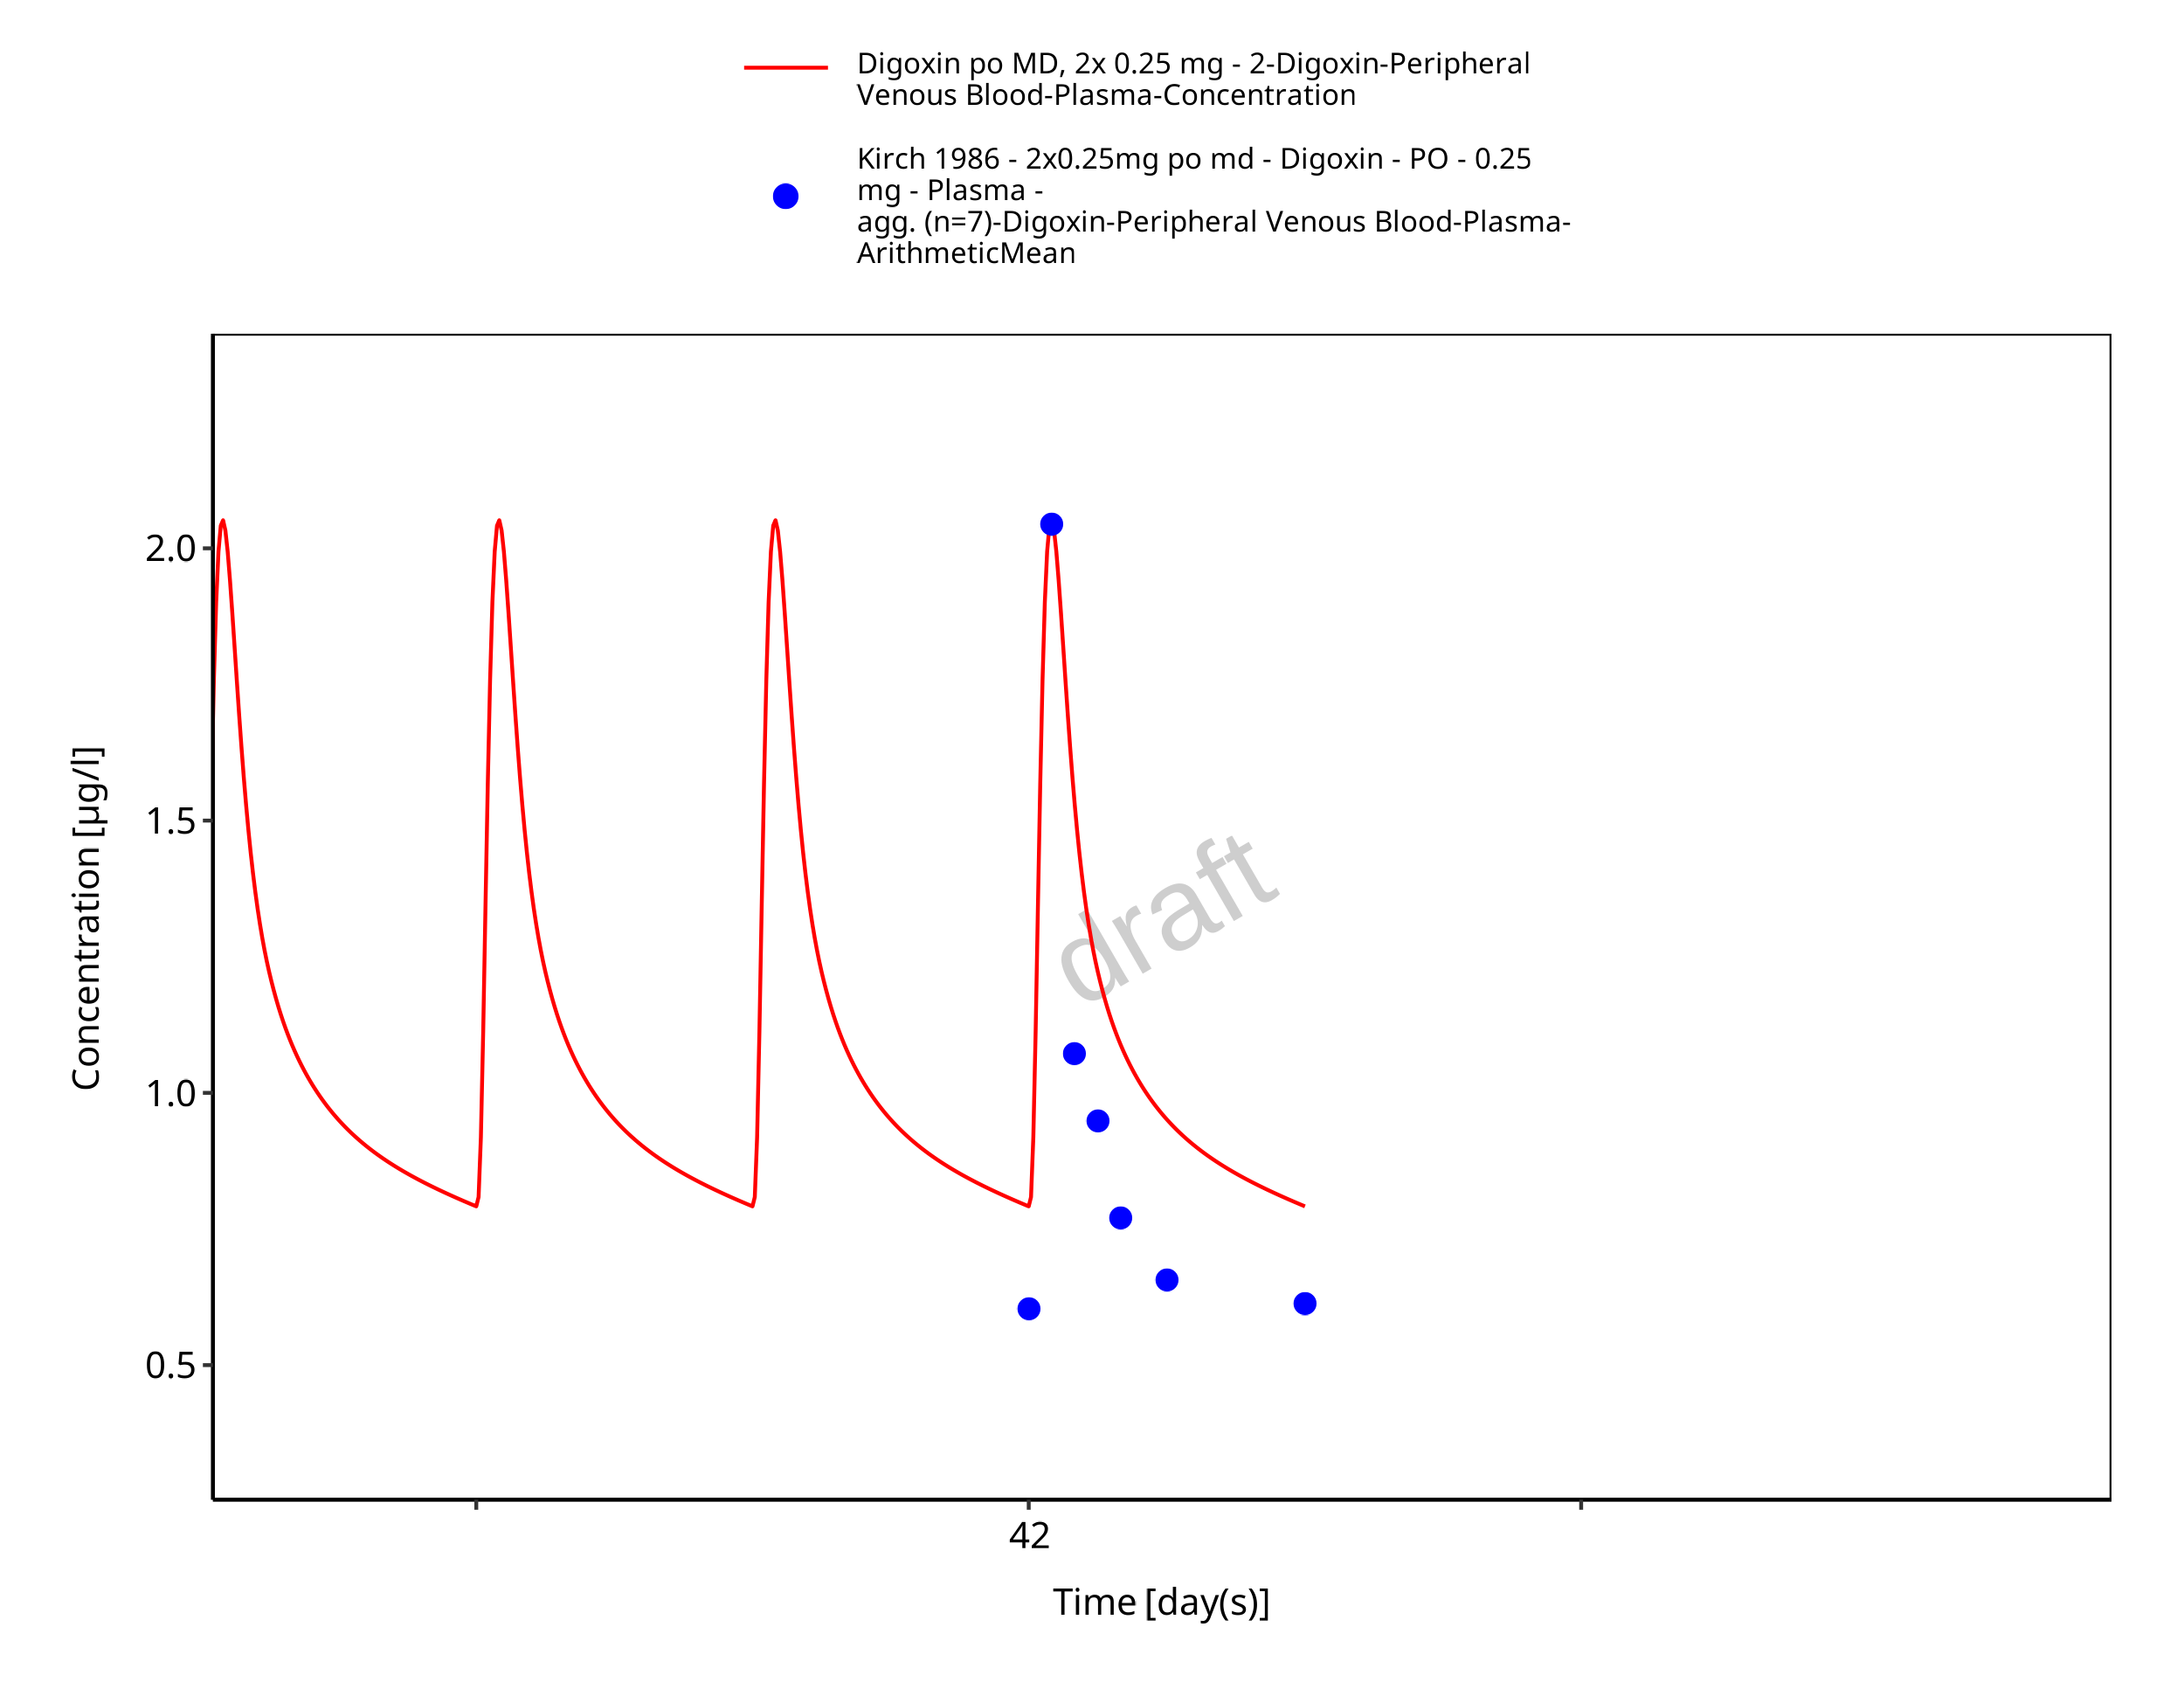 Digoxin po MD, 2x 0.25 mg - 2-Digoxin-Peripheral
Venous Blood-Plasma-Concentration
Kirch 1986 - 2x0.25mg po md - Digoxin - PO - 0.25
mg - Plasma -
agg. (n=7)-Digoxin-Peripheral Venous Blood-Plasma-
ArithmeticMean
2.0
1.5
1.0
0.5
Concentration [µg/l]
draft
42
Time [day(s)]